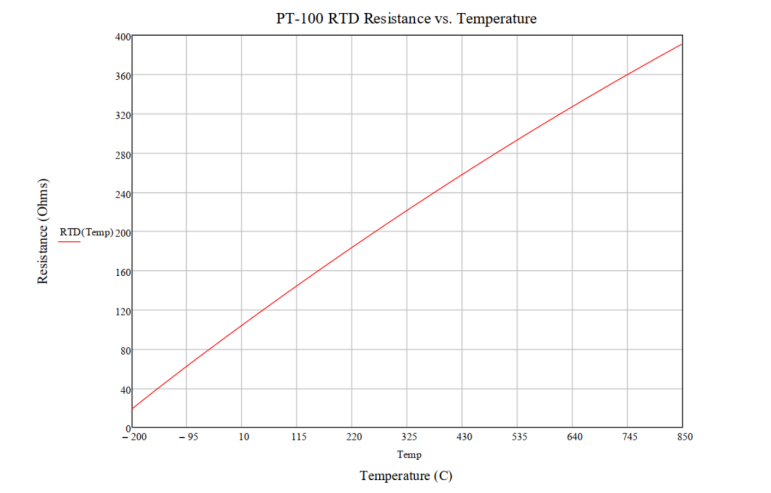 PT-100 RTD Resistance vs. Temperature
400
360
320
280
240
RTD(Temp) 200
160
120
80
40
0
Resistance (Ohms)
−200 −95 10 115 220 325 430 535 640 745 850
Temp
Temperature (C)